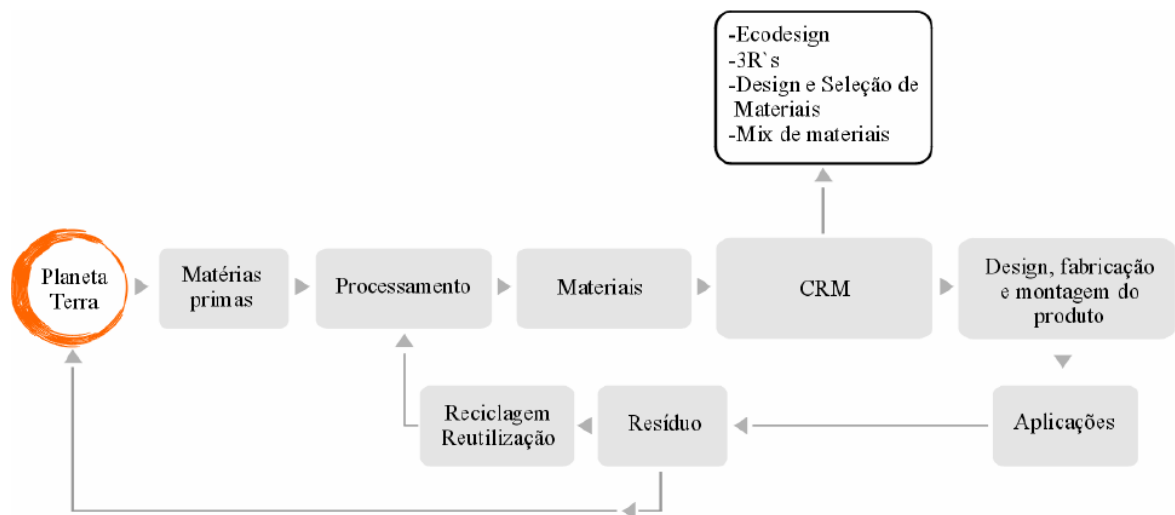 -Ecodesign
-3R`s
-Design e Seleção de
Materiais
-Mix de materiais
Planeta
Terra
Matérias
primas
Processamento
Materiais
CRM
Design, fabricação
e montagem do
produto
Reciclagem
Reutilização
Resíduo
Aplicações